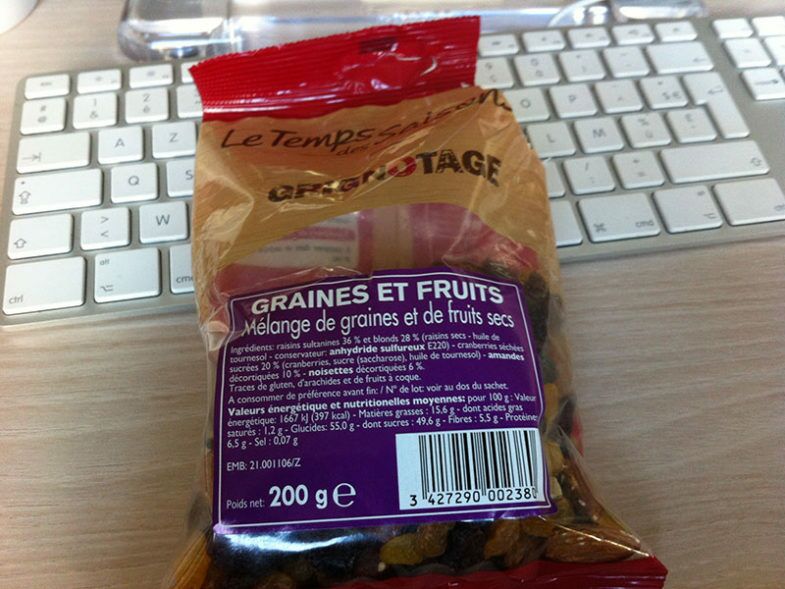 Le Temps des Saisons
GRIGNOTAGE
GRAINES ET FRUITS
Mélange de graines et de fruits secs
Ingrédients: raisins sultanines 36 % et blonds 28 % (raisins secs - huile de
tournesol - conservateur: anhydride sulfureux E220) - cranberries séchées
sucrées 20 % (cranberries, sucre (saccharose), huile de tournesol) - amandes
décortiquées 10 % - noisettes décortiquées 6 %.
Traces de gluten, d'arachides et de fruits à coque.
A consommer de préférence avant fin: / N° de lot: voir au dos du sachet.
Valeurs énergétique et nutritionelles moyennes: pour 100 g : Valeur
énergétique: 1667 kJ (397 kcal) - Matières grasses : 15,6 g - dont acides gras
saturés : 1,2 g - Glucides: 55,0 g - dont sucres : 49,6 g - Fibres : 5,5 g - Protéines
6,5 g - Sel : 0,07 g
EMB: 21.001106/Z
Poids net: 200 g e
3 427290 002380
A
Z
Q
S
W
>
<
alt
ctrl
cmd
O
P
L
M
cmd